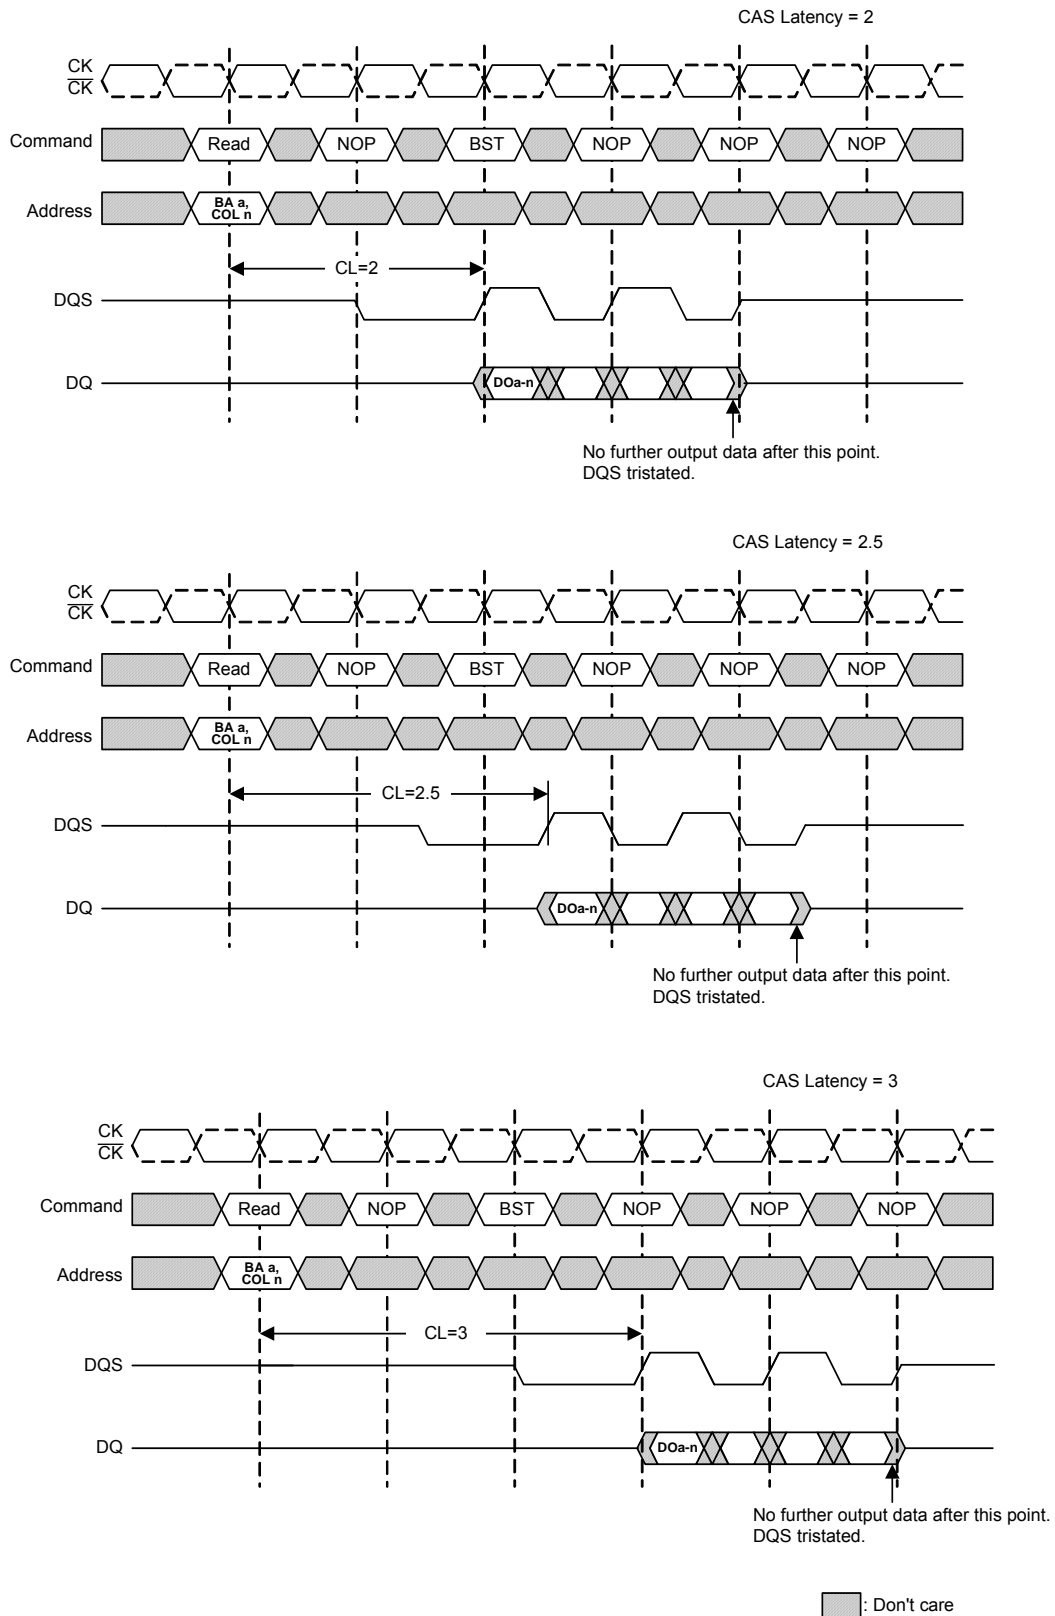 CAS Latency = 2
CK
CK
Command Read NOP BST NOP NOP NOP
Address BA a,
COL n
CL=2
DQS
DQ DOa-n
No further output data after this point.
DQS tristated.
CAS Latency = 2.5
CK
CK
Command Read NOP BST NOP NOP NOP
Address BA a,
COL n
CL=2.5
DQS
DQ DOa-n
No further output data after this point.
DQS tristated.
CAS Latency = 3
CK
CK
Command Read NOP BST NOP NOP NOP
Address BA a,
COL n
CL=3
DQS
DQ DOa-n
No further output data after this point.
DQS tristated.
: Don't care